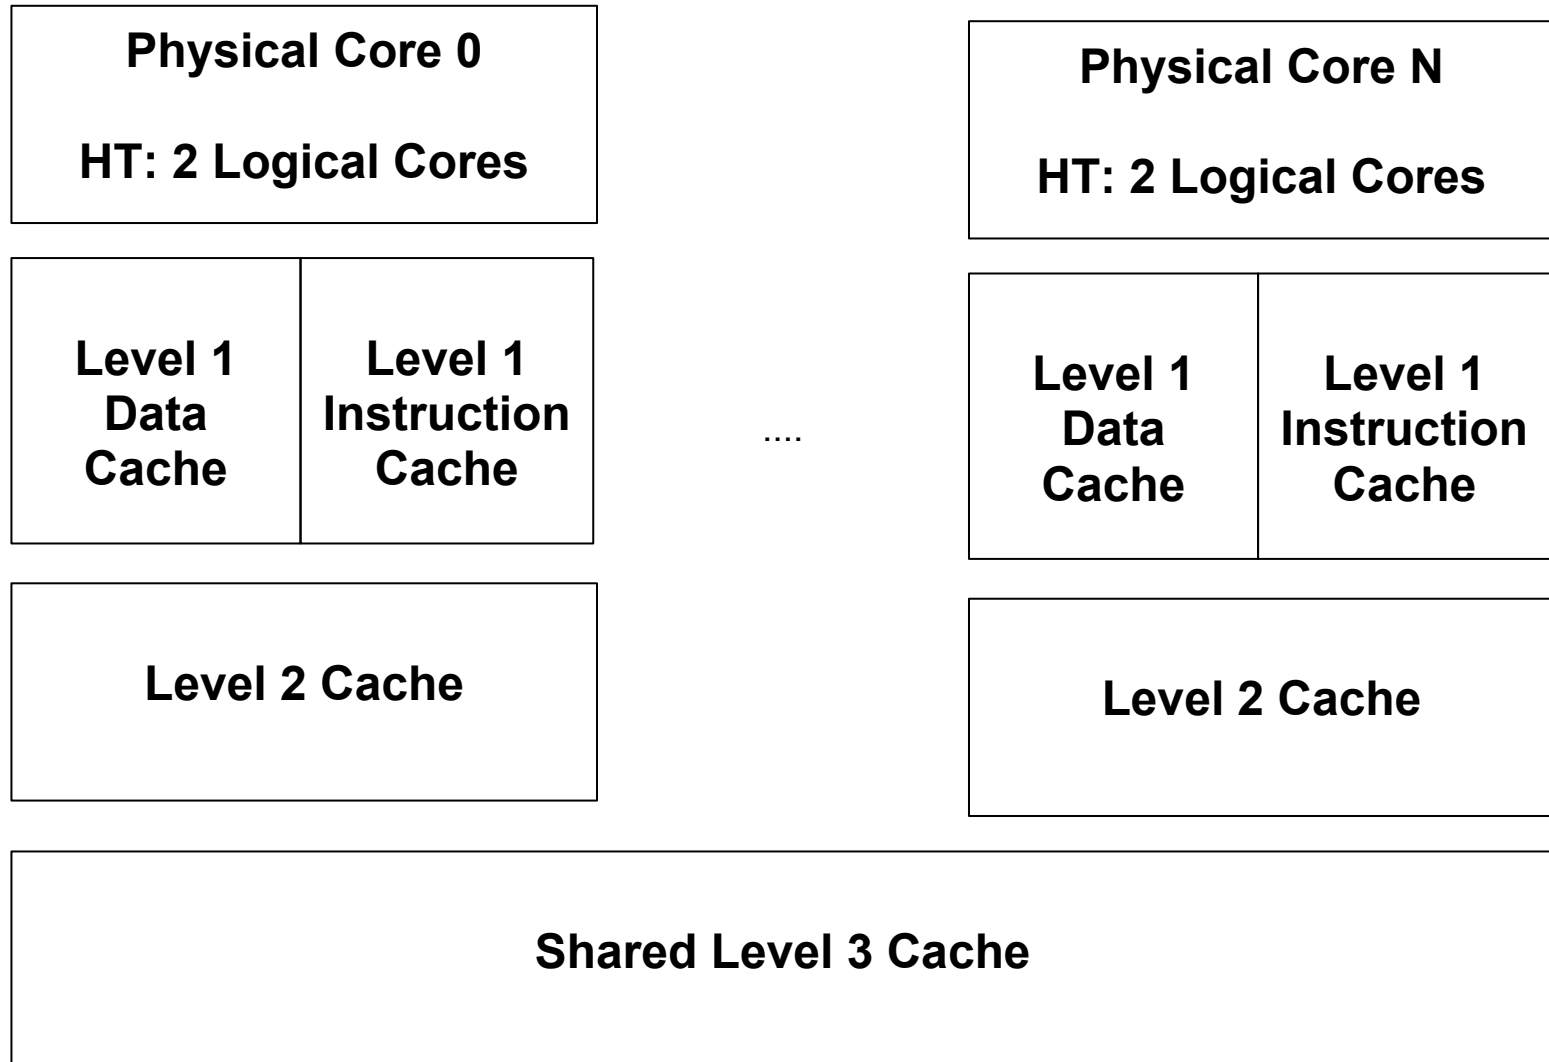 Physical Core 0
HT: 2 Logical Cores
Physical Core N
HT: 2 Logical Cores
Level 1
Data
Cache
Level 1
Instruction
Cache
....
Level 1
Data
Cache
Level 1
Instruction
Cache
Level 2 Cache
Level 2 Cache
Shared Level 3 Cache